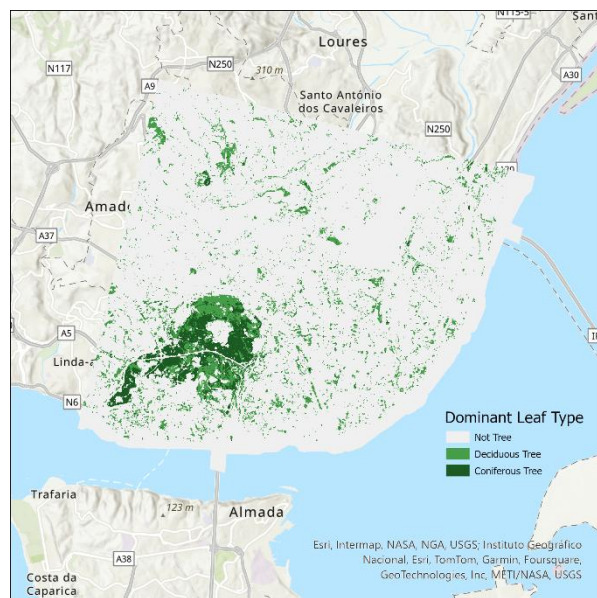 M115-5
Sant
Loures
N117
N250
A9
310 m
A30
Santo António
dos Cavaleiros
N250
Amad
A37
A5
Linda-a
N6
Dominant Leaf Type
Not Tree
Deciduous Tree
Coniferous Tree
Trafaria
123 m
Almada
A38
Costa da
Caparica
Esri, Intermap, NASA, NGA, USGS; Instituto Geográfico
Nacional, Esri, TomTom, Garmin, Foursquare,
GeoTechnologies, Inc, METI/NASA, USGS